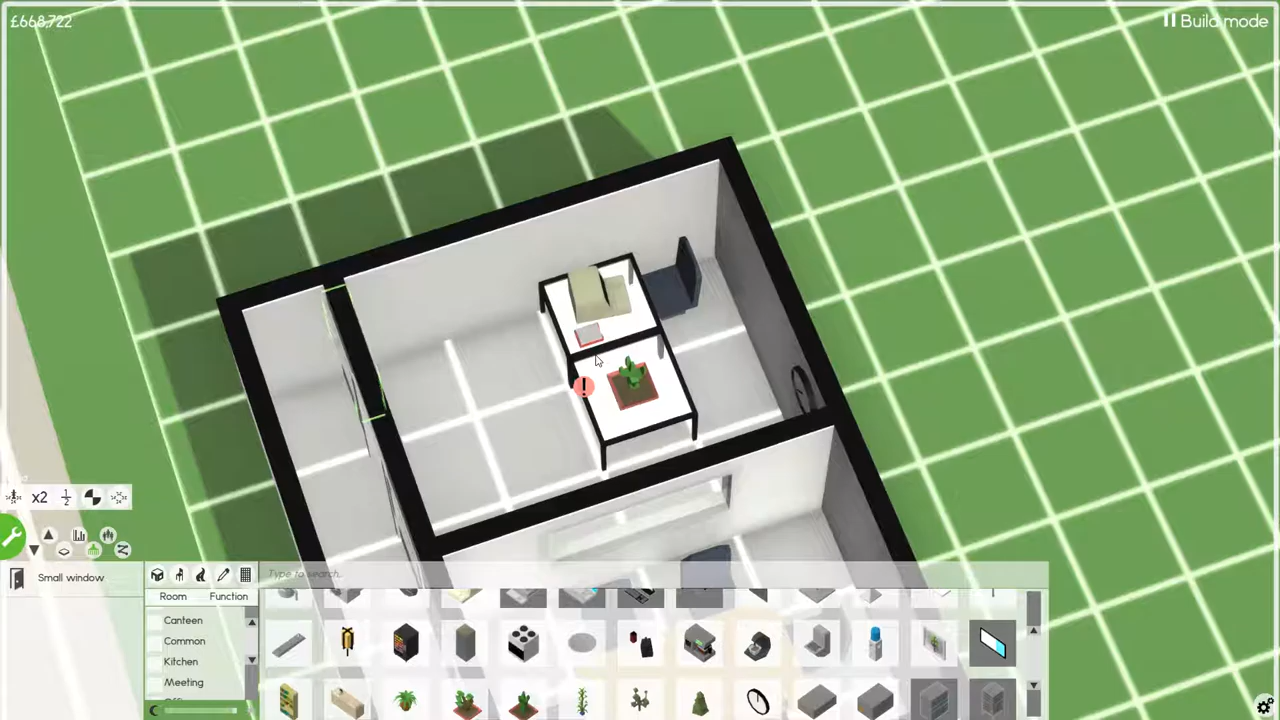 £668,722
Build mode
x2
1/2
Small window
Type to search...
Room
Function
Canteen
Common
Kitchen
Meeting